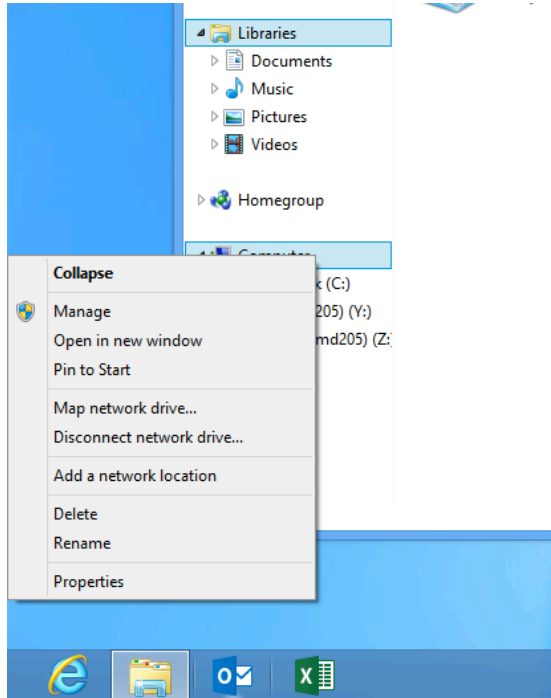 Libraries
Documents
Music
Pictures
Videos
Homegroup
Computer
Collapse
k (C:)
Manage
205) (Y:)
Open in new window
md205) (Z:
Pin to Start
Map network drive...
Disconnect network drive...
Add a network location
Delete
Rename
Properties